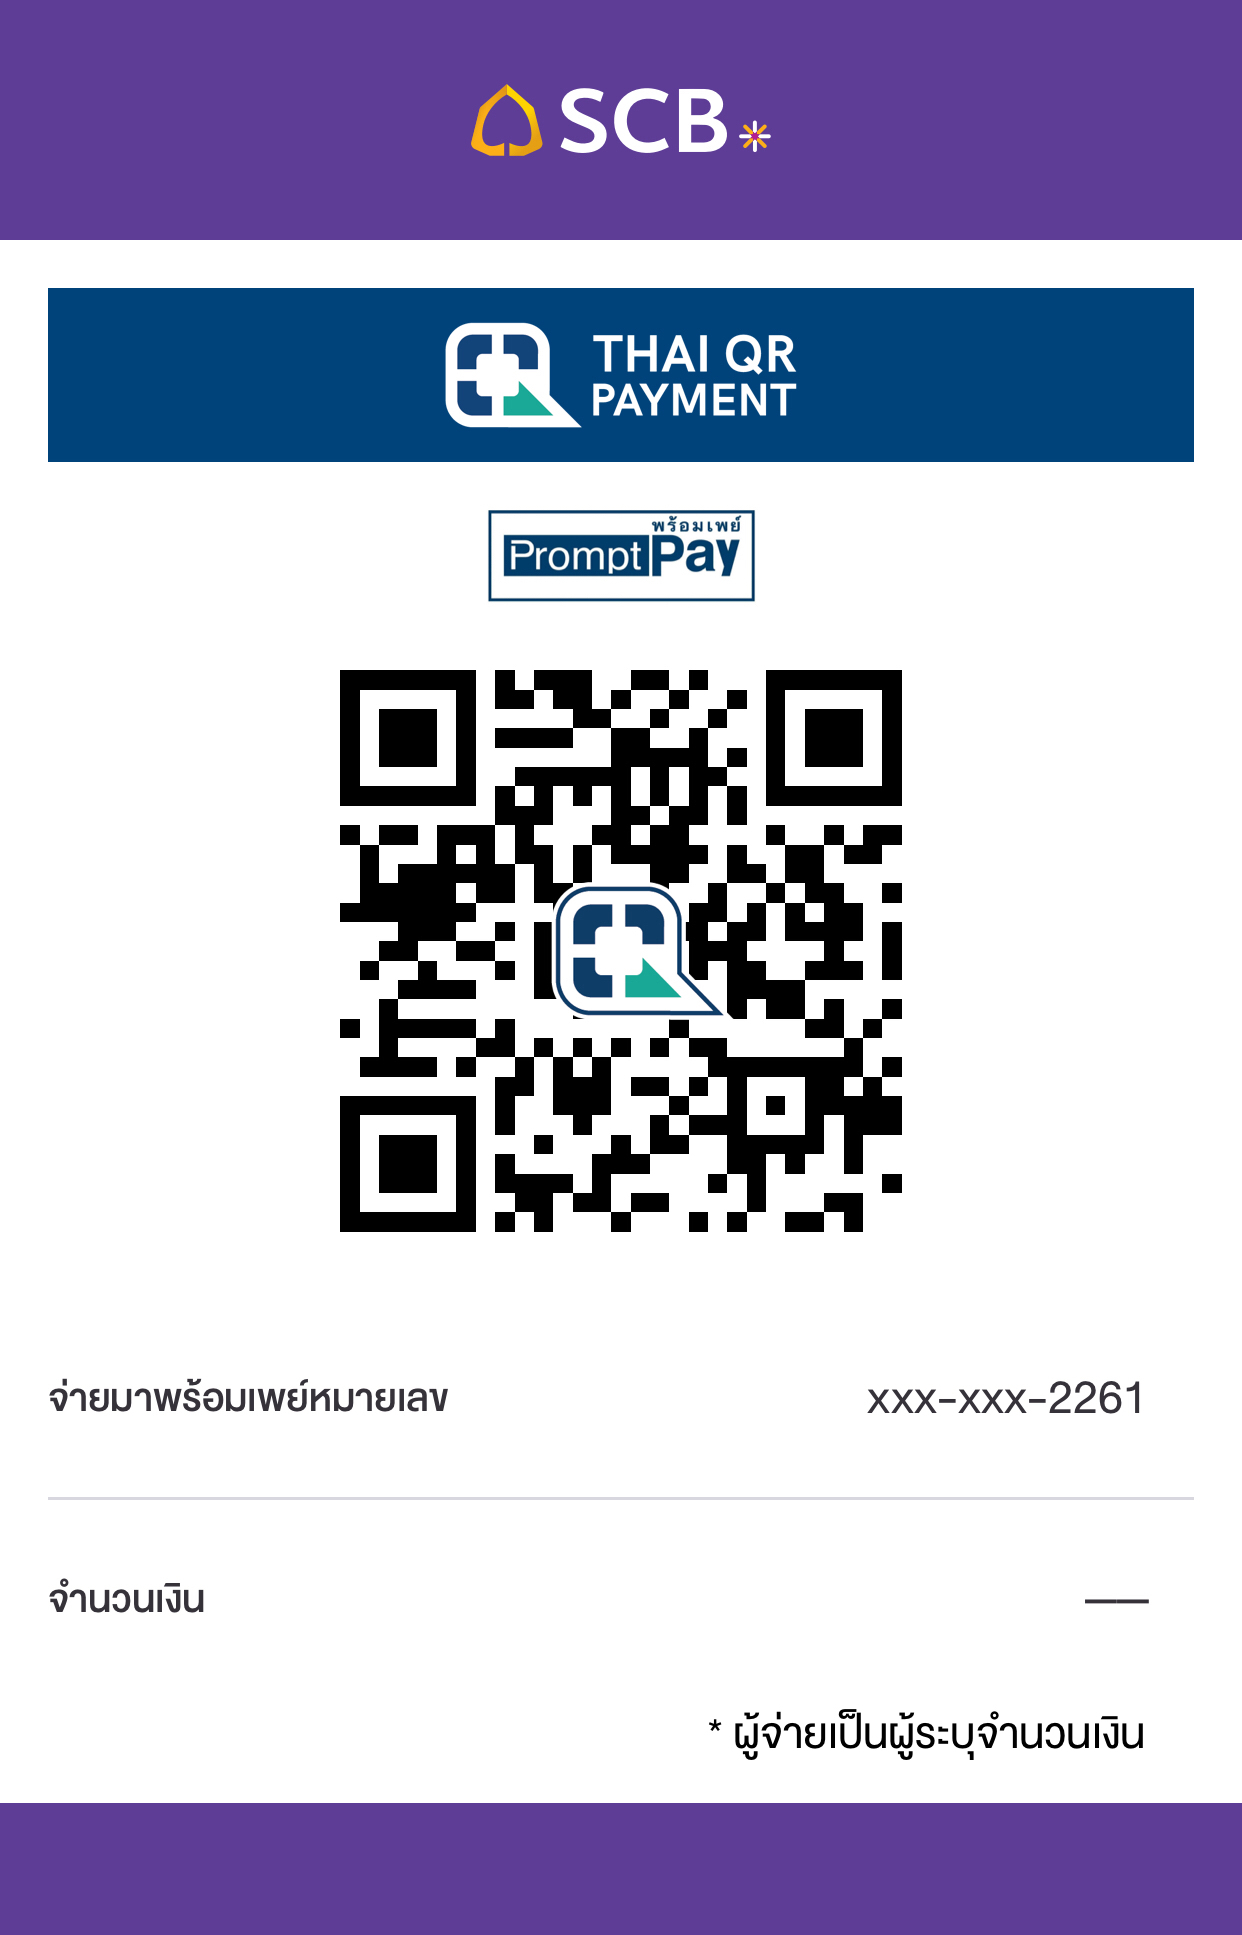 SCB
THAI QR
PAYMENT
พร้อมเพย์
PromptPay
จ่ายมาพร้อมเพย์หมายเลข xxx-xxx-2261
จำนวนเงิน —
* ผู้จ่ายเป็นผู้ระบุจำนวนเงิน